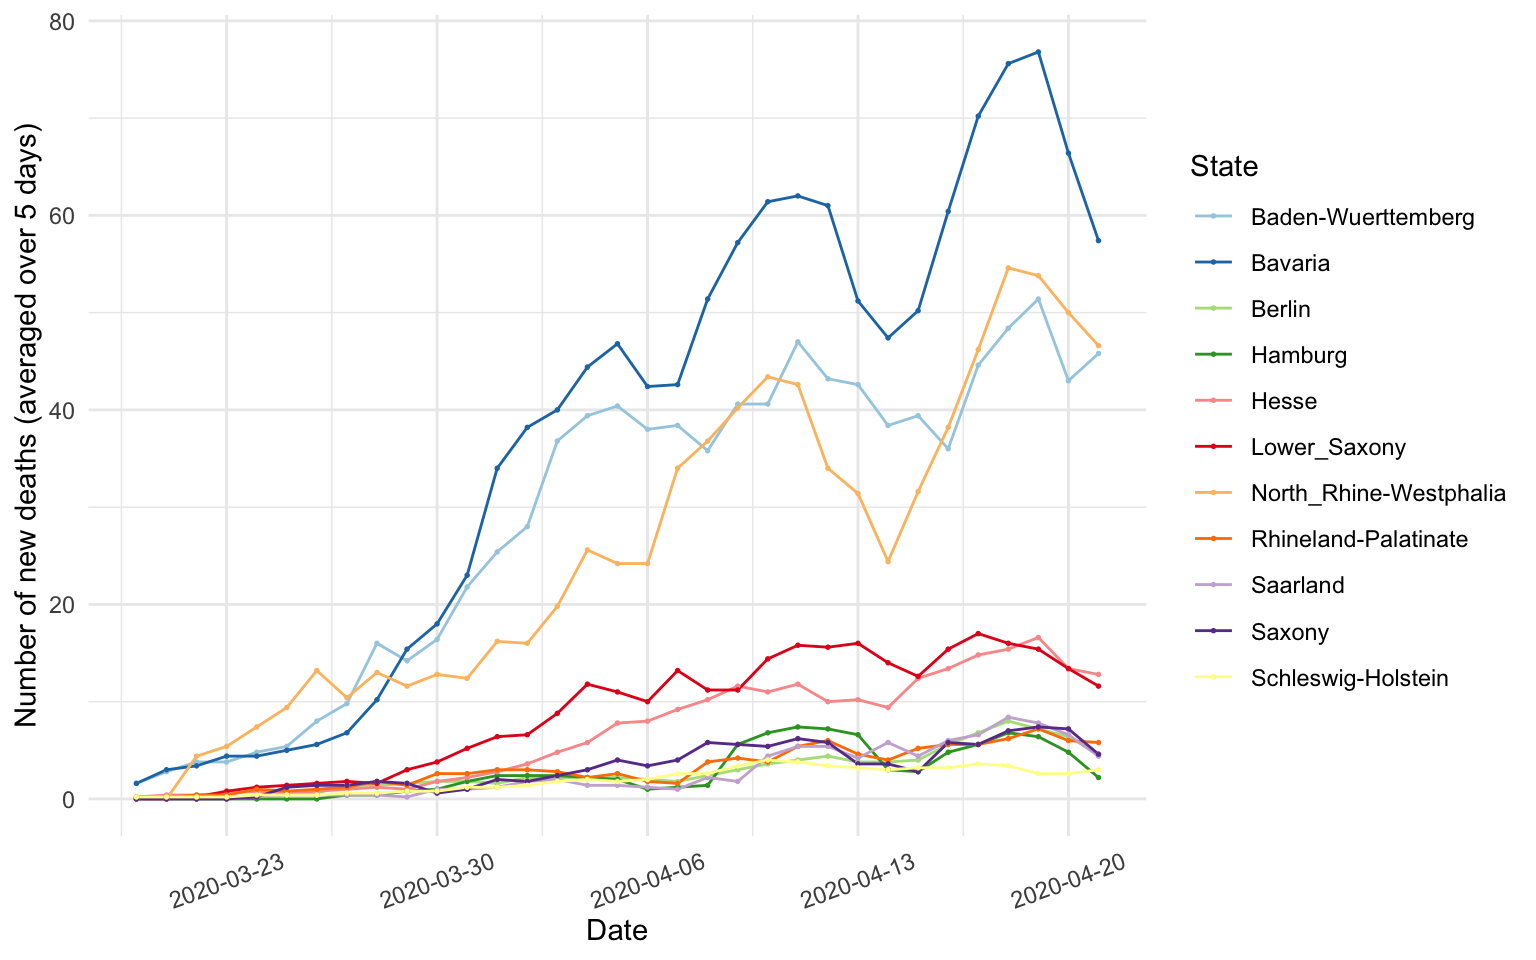 Number of new deaths (averaged over 5 days)
80
60
40
20
0
2020-03-23
2020-03-30
2020-04-06
2020-04-13
2020-04-20
Date
State
Baden-Wuerttemberg
Bavaria
Berlin
Hamburg
Hesse
Lower_Saxony
North_Rhine-Westphalia
Rhineland-Palatinate
Saarland
Saxony
Schleswig-Holstein